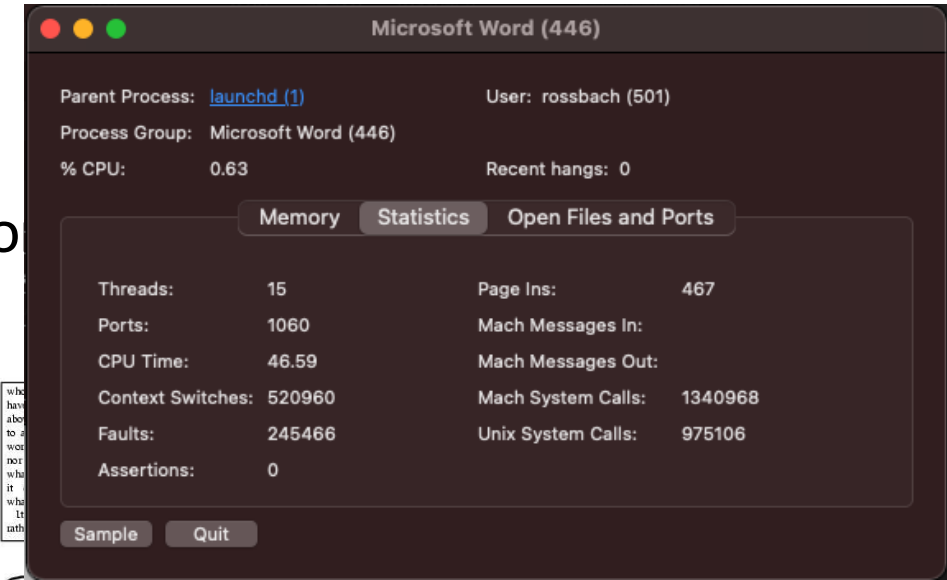 Microsoft Word (446)
Parent Process: launchd (1) User: rossbach (501)
Process Group: Microsoft Word (446)
% CPU: 0.63 Recent hangs: 0
Memory Statistics Open Files and Ports
Threads: 15 Page Ins: 467
Ports: 1060 Mach Messages In:
CPU Time: 46.59 Mach Messages Out:
Context Switches: 520960 Mach System Calls: 1340968
Faults: 245466 Unix System Calls: 975106
Assertions: 0
Sample Quit